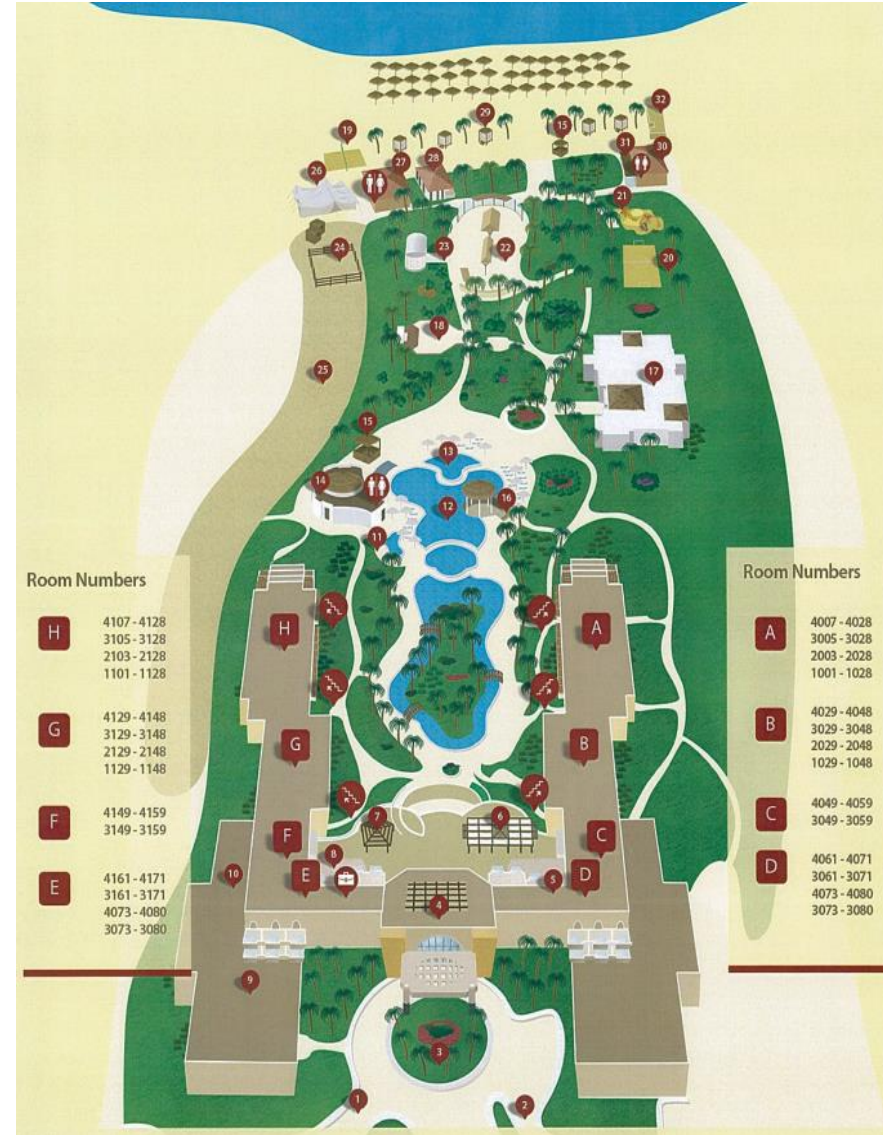 32
29
15
19
31
30
27
28
26
21
24
23
22
20
18
25
17
15
13
14
12
16
11
Room Numbers
H
4107 - 4128
3105 - 3128
2103 - 2128
1101 - 1128
G
4129 - 4148
3129 - 3148
2129 - 2148
1129 - 1148
F
4149 - 4159
3149 - 3159
E
4161 - 4171
3161 - 3171
4073 - 4080
3073 - 3080
H
A
G
B
7
6
F
C
8
10
E
5
D
4
9
3
1
2
Room Numbers
A
4007 - 4028
3005 - 3028
2003 - 2028
1001 - 1028
B
4029 - 4048
3029 - 3048
2029 - 2048
1029 - 1048
C
4049 - 4059
3049 - 3059
D
4061 - 4071
3061 - 3071
4073 - 4080
3073 - 3080